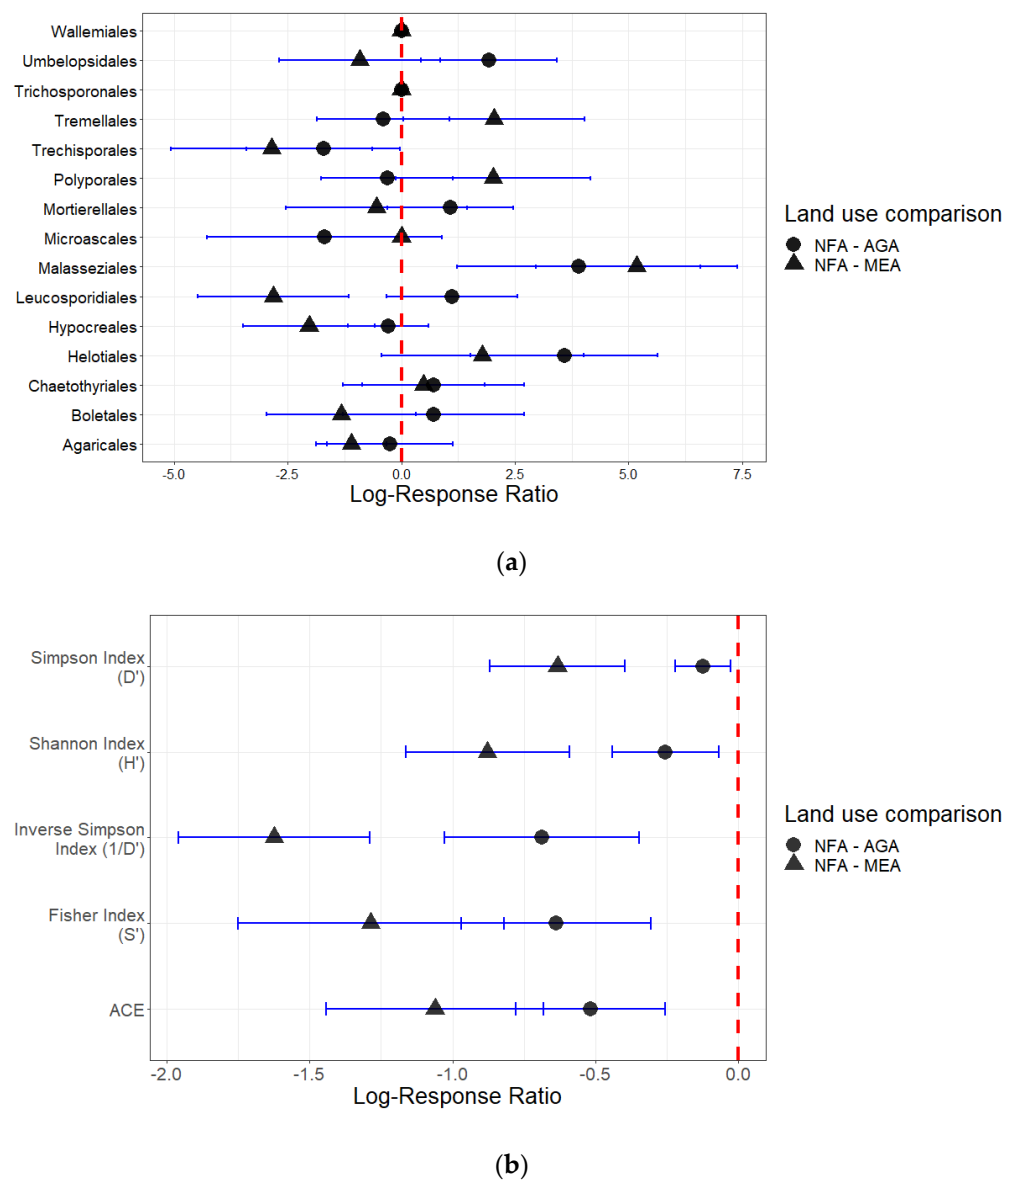 Wallemiales
Umbelopsidales
Trichosporonales
Tremellales
Trechisporales
Polyporales
Mortierellales
Microascales
Malasseziales
Leucosporidiales
Hypocreales
Helotiales
Chaetothyriales
Boletales
Agaricales
-5.0 -2.5 0.0 2.5 5.0 7.5
Log-Response Ratio
Land use comparison
NFA - AGA
NFA - MEA
(a)
Simpson Index
(D')
Shannon Index
(H')
Inverse Simpson
Index (1/D')
Fisher Index
(S')
ACE
-2.0 -1.5 -1.0 -0.5 0.0
Log-Response Ratio
Land use comparison
NFA - AGA
NFA - MEA
(b)